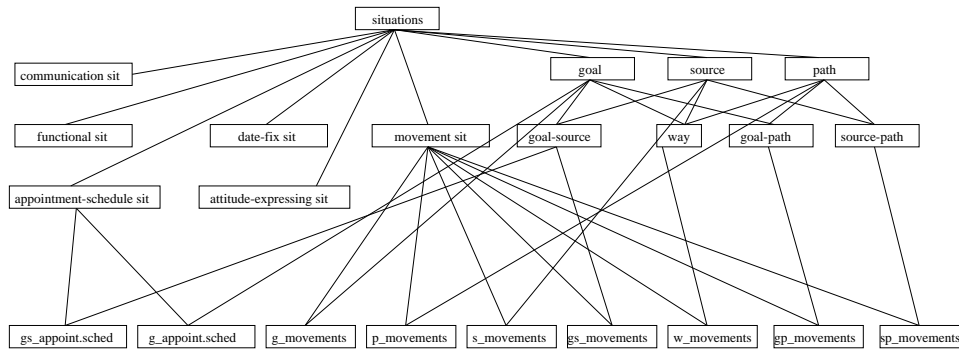 situations
communication sit
goal
source
path
functional sit
date-fix sit
movement sit
goal-source
way
goal-path
source-path
appointment-schedule sit
attitude-expressing sit
gs_appoint.sched
g_appoint.sched
g_movements
p_movements
s_movements
gs_movements
w_movements
gp_movements
sp_movements